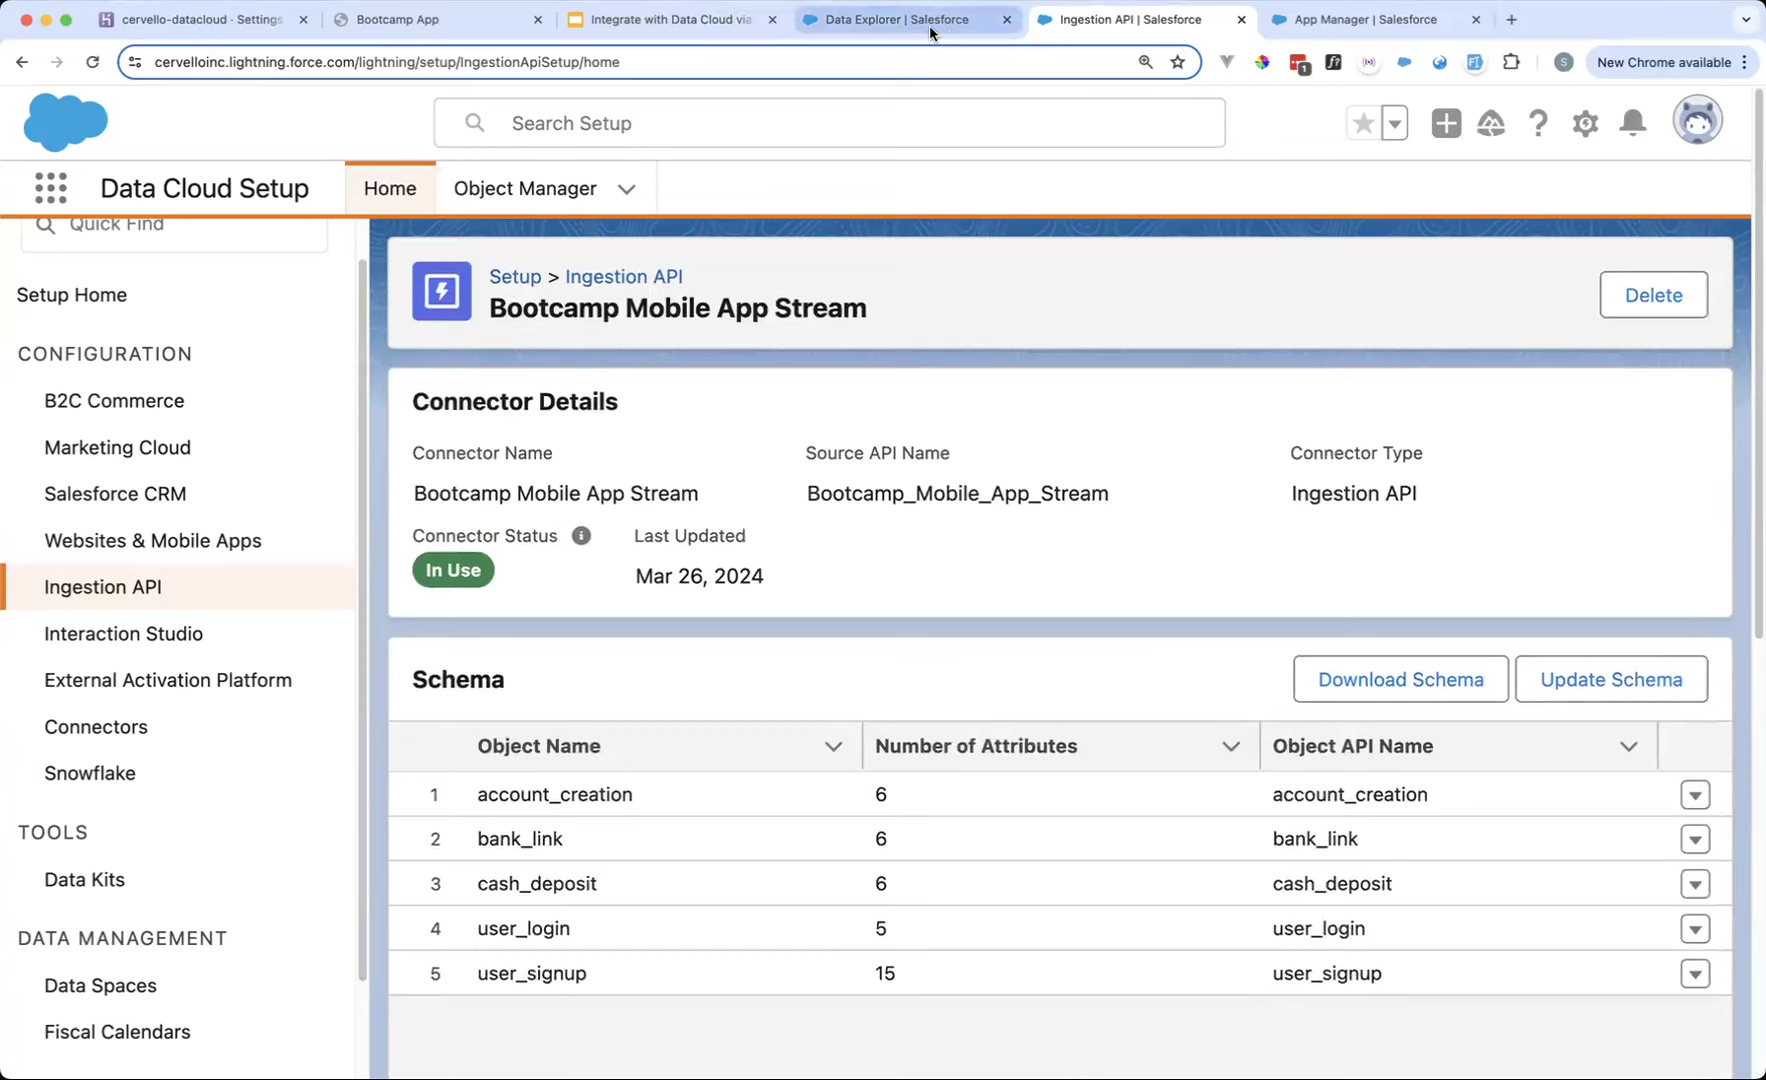 cervello-datacloud · Settings
Bootcamp App
Integrate with Data Cloud via
Data Explorer | Salesforce
Ingestion API | Salesforce
App Manager | Salesforce
cervelloinc.lightning.force.com/lightning/setup/IngestionApiSetup/home
1
f?
S
New Chrome available
Search Setup
Data Cloud Setup
Home
Object Manager
Quick Find
Setup Home
CONFIGURATION
B2C Commerce
Marketing Cloud
Salesforce CRM
Websites & Mobile Apps
Ingestion API
Interaction Studio
External Activation Platform
Connectors
Snowflake
TOOLS
Data Kits
DATA MANAGEMENT
Data Spaces
Fiscal Calendars
Setup > Ingestion API
Bootcamp Mobile App Stream
Delete
Connector Details
Connector Name Source API Name Connector Type
Bootcamp Mobile App Stream Bootcamp_Mobile_App_Stream Ingestion API
Connector Status Last Updated
In Use Mar 26, 2024
Schema
Download Schema
Update Schema
Object Name Number of Attributes Object API Name
1 account_creation 6 account_creation
2 bank_link 6 bank_link
3 cash_deposit 6 cash_deposit
4 user_login 5 user_login
5 user_signup 15 user_signup